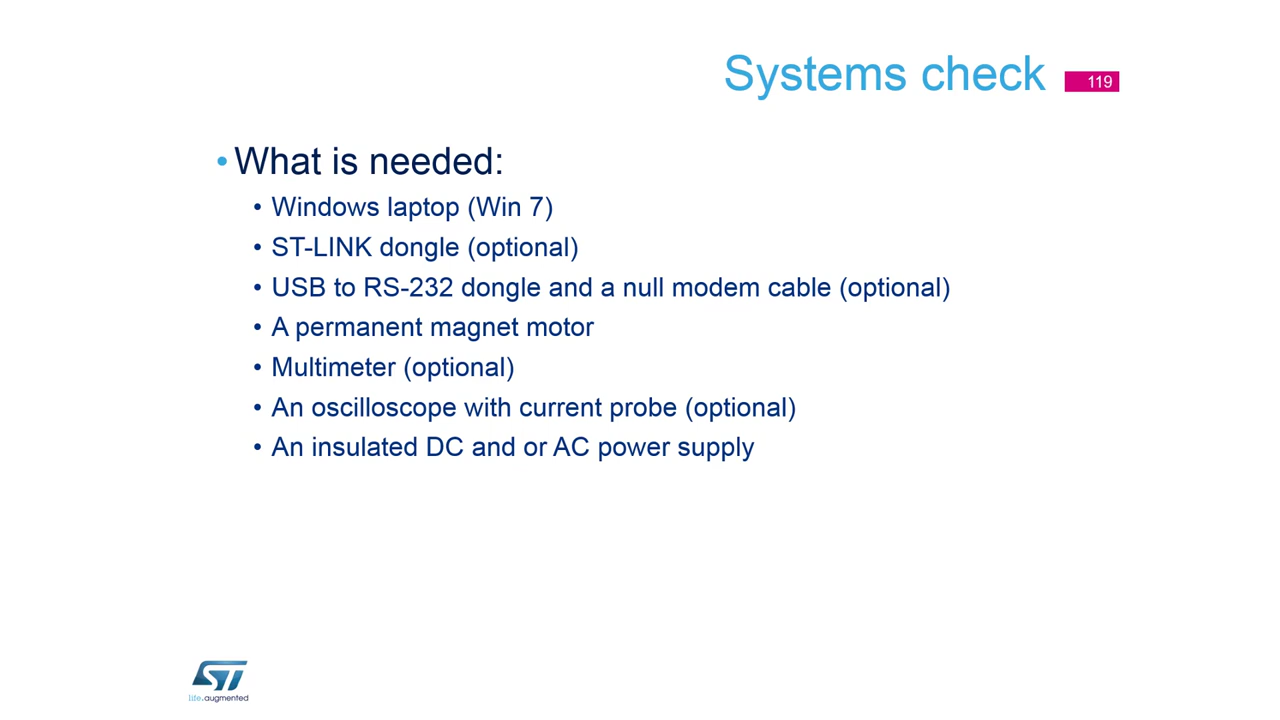 Systems check
119
• What is needed:
• Windows laptop (Win 7)
• ST-LINK dongle (optional)
• USB to RS-232 dongle and a null modem cable (optional)
• A permanent magnet motor
• Multimeter (optional)
• An oscilloscope with current probe (optional)
• An insulated DC and or AC power supply
ST
life.augmented